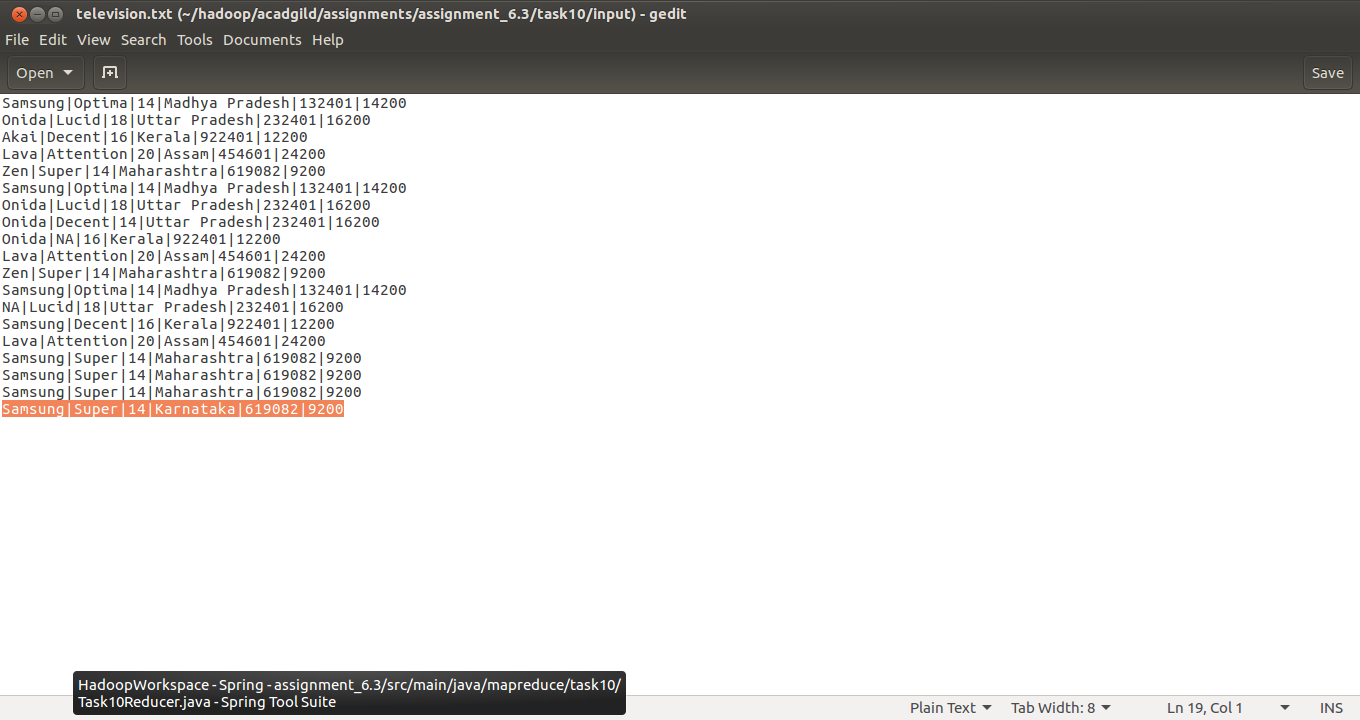 television.txt (~/hadoop/acadgild/assignments/assignment_6.3/task10/input) - gedit
File Edit View Search Tools Documents Help
Open Save
Samsung|Optima|14|Madhya Pradesh|132401|14200
Onida|Lucid|18|Uttar Pradesh|232401|16200
Akai|Decent|16|Kerala|922401|12200
Lava|Attention|20|Assam|454601|24200
Zen|Super|14|Maharashtra|619082|9200
Samsung|Optima|14|Madhya Pradesh|132401|14200
Onida|Lucid|18|Uttar Pradesh|232401|16200
Onida|Decent|14|Uttar Pradesh|232401|16200
Onida|NA|16|Kerala|922401|12200
Lava|Attention|20|Assam|454601|24200
Zen|Super|14|Maharashtra|619082|9200
Samsung|Optima|14|Madhya Pradesh|132401|14200
NA|Lucid|18|Uttar Pradesh|232401|16200
Samsung|Decent|16|Kerala|922401|12200
Lava|Attention|20|Assam|454601|24200
Samsung|Super|14|Maharashtra|619082|9200
Samsung|Super|14|Maharashtra|619082|9200
Samsung|Super|14|Maharashtra|619082|9200
Samsung|Super|14|Karnataka|619082|9200
HadoopWorkspace - Spring - assignment_6.3/src/main/java/mapreduce/task10/
Task10Reducer.java - Spring Tool Suite
Plain Text Tab Width: 8 Ln 19, Col 1 INS